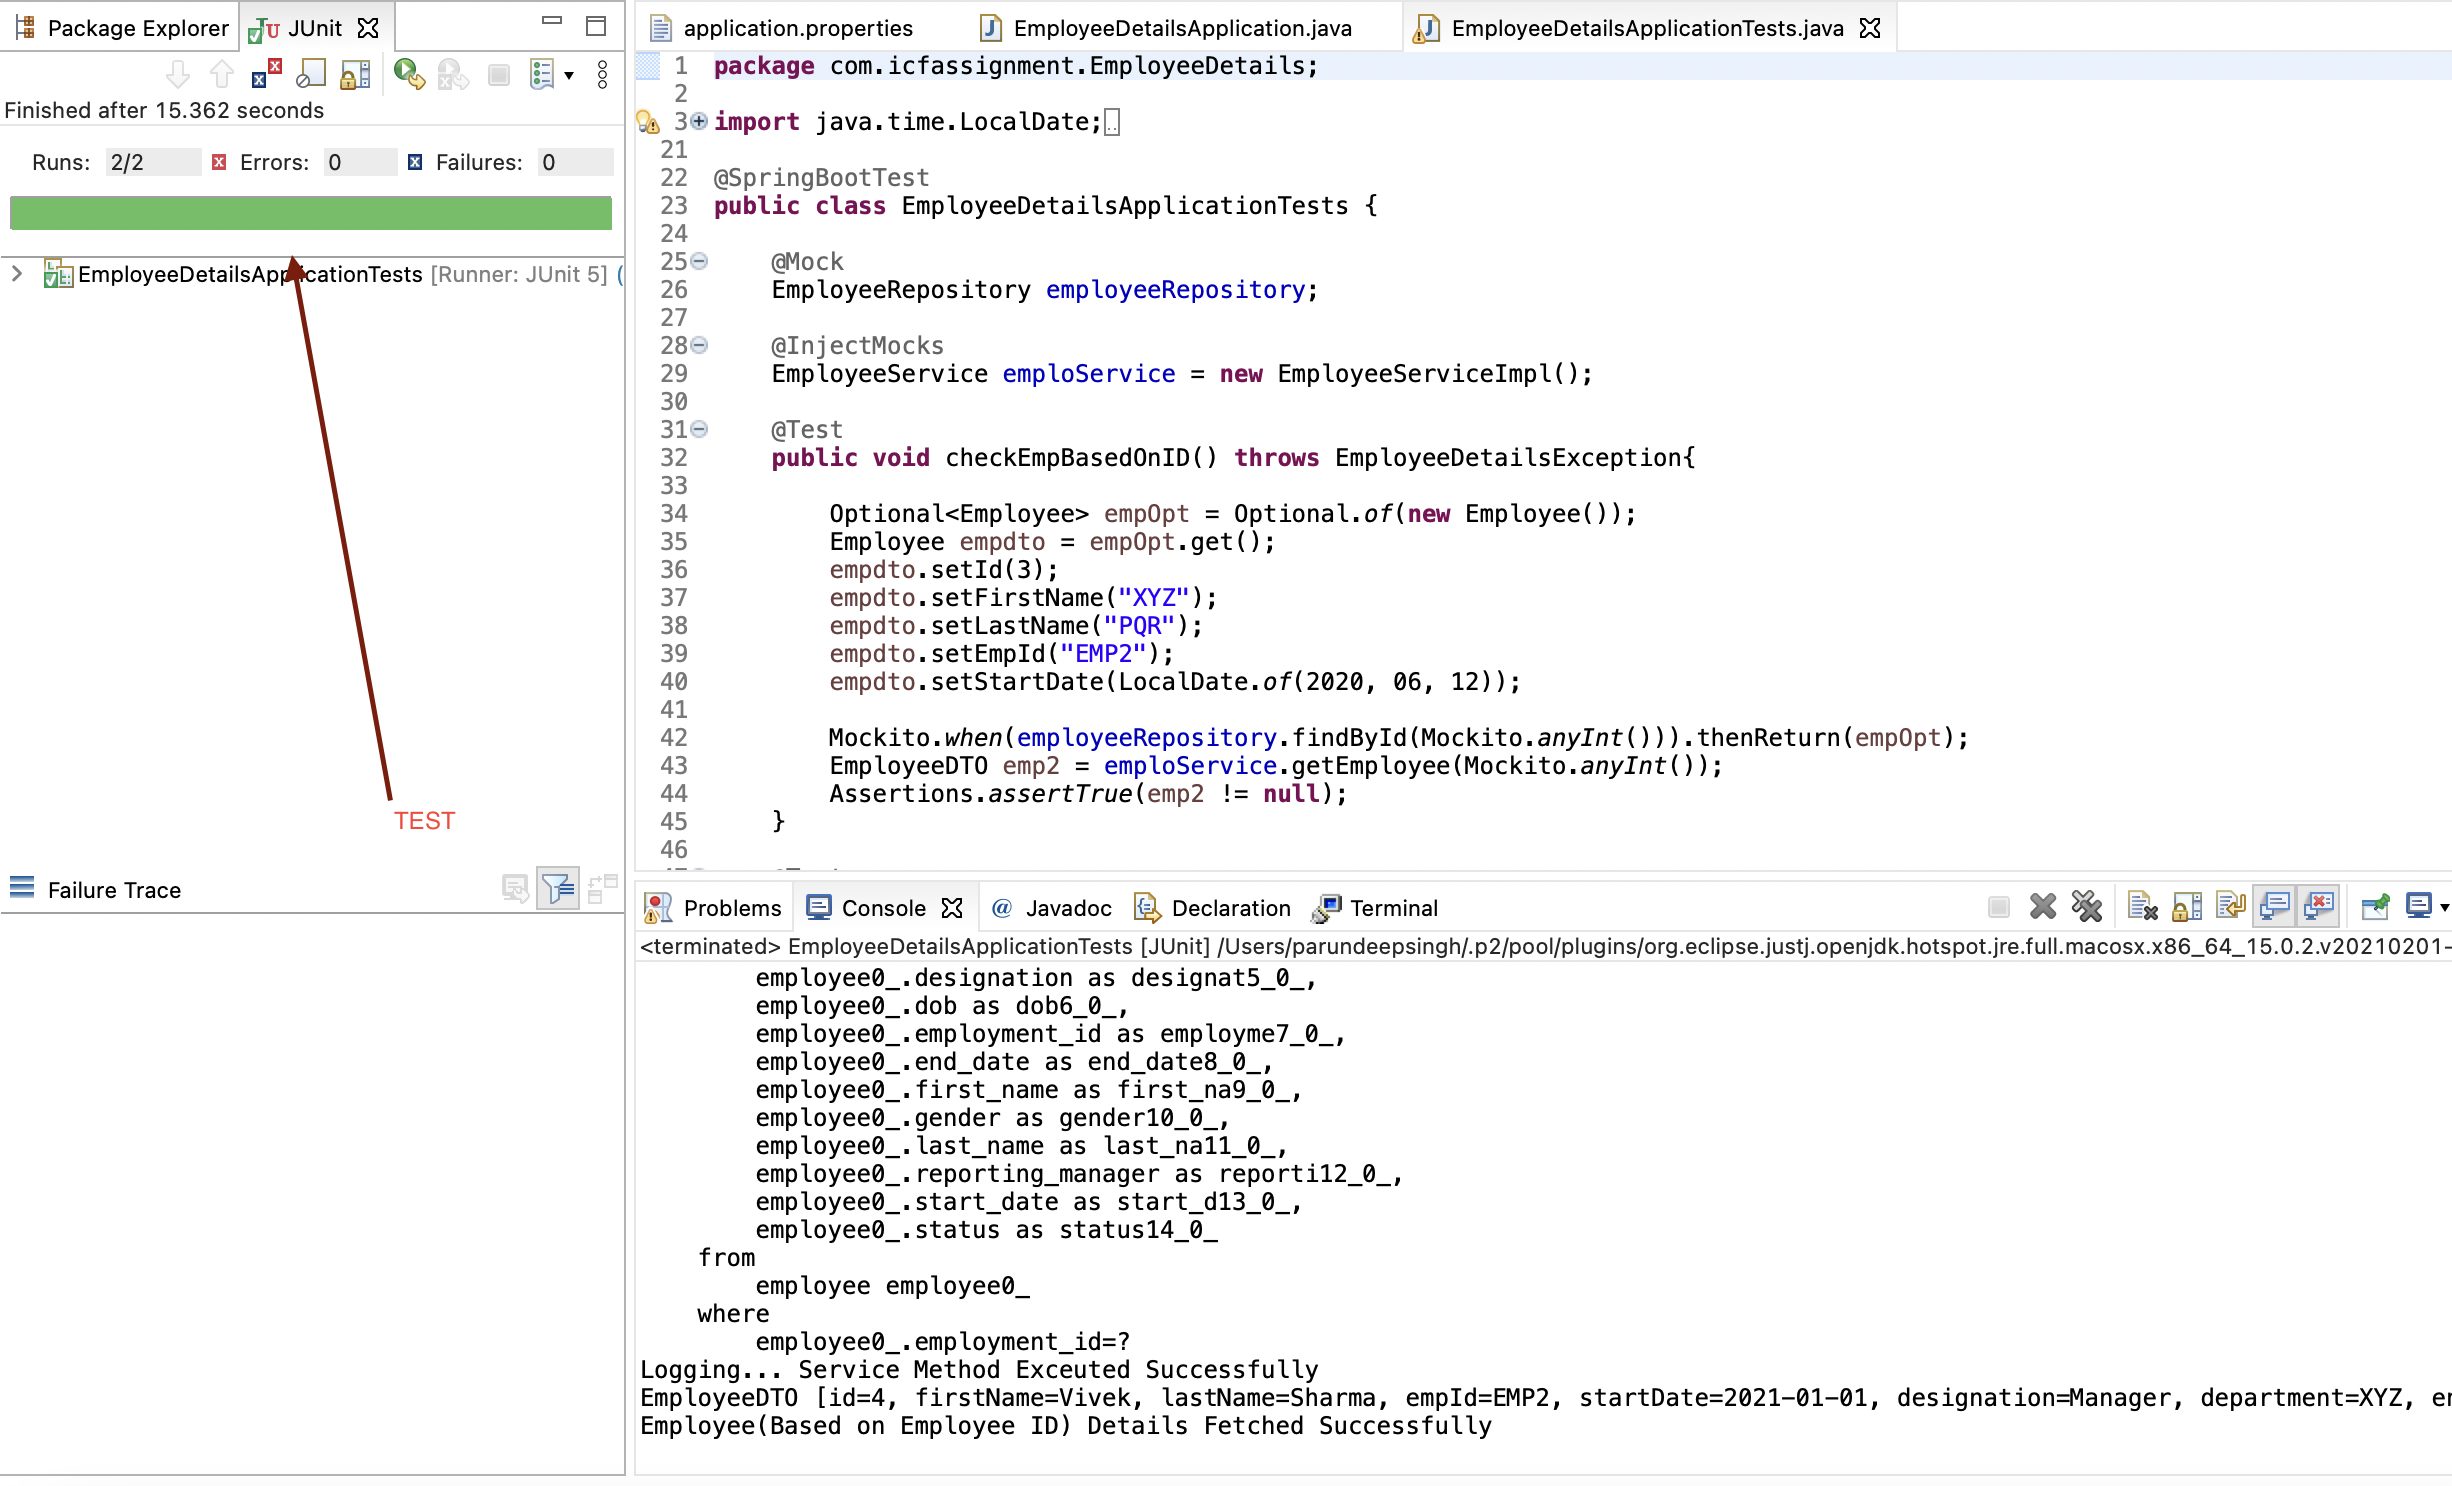 Package Explorer JUnit
Finished after 15.362 seconds
Runs: 2/2 Errors: 0 Failures: 0
EmployeeDetailsApplicationTests [Runner: JUnit 5] (
TEST
Failure Trace
application.properties EmployeeDetailsApplication.java EmployeeDetailsApplicationTests.java
1 package com.icfassignment.EmployeeDetails;
2
3 import java.time.LocalDate;
21
22 @SpringBootTest
23 public class EmployeeDetailsApplicationTests {
24
25 @Mock
26 EmployeeRepository employeeRepository;
27
28 @InjectMocks
29 EmployeeService emploService = new EmployeeServiceImpl();
30
31 @Test
32 public void checkEmpBasedOnID() throws EmployeeDetailsException{
33
34 Optional<Employee> empOpt = Optional.of(new Employee());
35 Employee empdto = empOpt.get();
36 empdto.setId(3);
37 empdto.setFirstName("XYZ");
38 empdto.setLastName("PQR");
39 empdto.setEmpId("EMP2");
40 empdto.setStartDate(LocalDate.of(2020, 06, 12));
41
42 Mockito.when(employeeRepository.findById(Mockito.anyInt())).thenReturn(empOpt);
43 EmployeeDTO emp2 = emploService.getEmployee(Mockito.anyInt());
44 Assertions.assertTrue(emp2 != null);
45 }
46
Problems Console Javadoc Declaration Terminal
<terminated> EmployeeDetailsApplicationTests [JUnit] /Users/parundeepsingh/.p2/pool/plugins/org.eclipse.justj.openjdk.hotspot.jre.full.macosx.x86_64_15.0.2.v20210201-
employee0_.designation as designat5_0_,
employee0_.dob as dob6_0_,
employee0_.employment_id as employme7_0_,
employee0_.end_date as end_date8_0_,
employee0_.first_name as first_na9_0_,
employee0_.gender as gender10_0_,
employee0_.last_name as last_na11_0_,
employee0_.reporting_manager as reporti12_0_,
employee0_.start_date as start_d13_0_,
employee0_.status as status14_0_
from
employee employee0_
where
employee0_.employment_id=?
Logging... Service Method Exceuted Successfully
EmployeeDTO [id=4, firstName=Vivek, lastName=Sharma, empId=EMP2, startDate=2021-01-01, designation=Manager, department=XYZ,
Employee(Based on Employee ID) Details Fetched Successfully